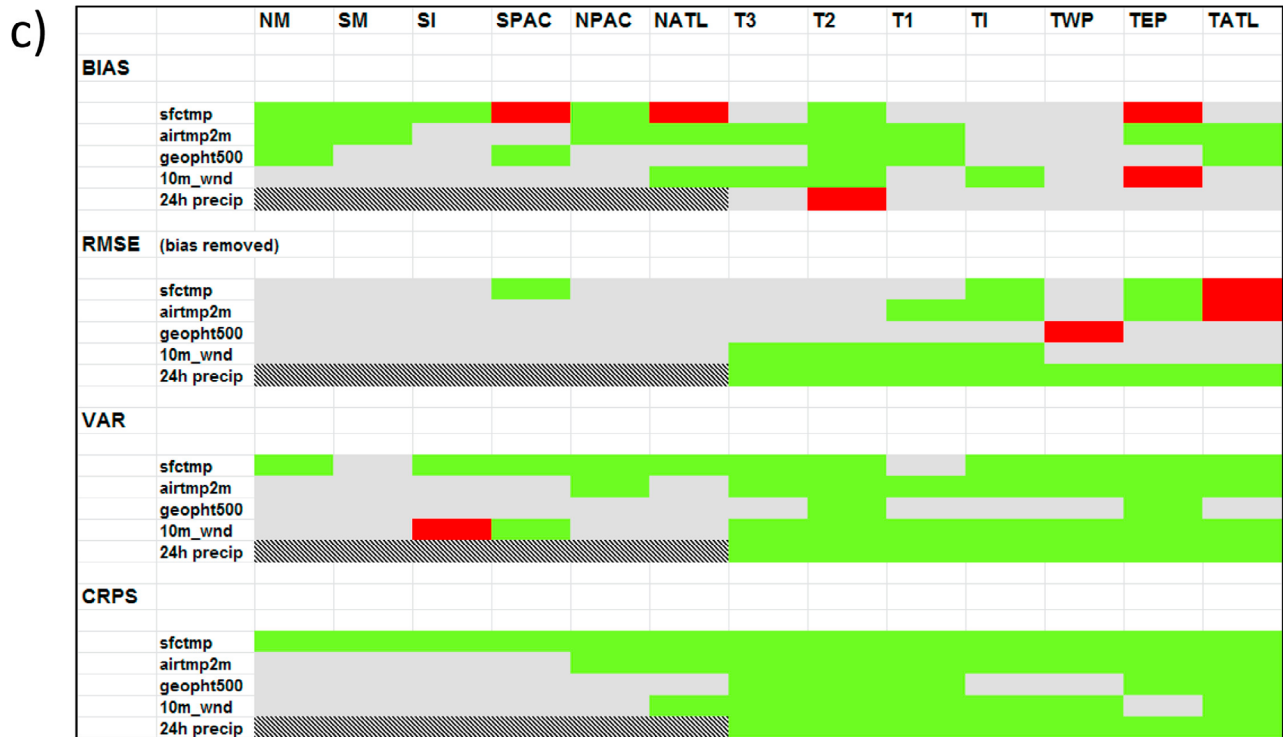 c)
NM SM SI SPAC NPAC NATL T3 T2 T1 TI TWP TEP TATL
BIAS
sfctmp
airtmp2m
geopht500
10m_wnd
24h precip
RMSE (bias removed)
sfctmp
airtmp2m
geopht500
10m_wnd
24h precip
VAR
sfctmp
airtmp2m
geopht500
10m_wnd
24h precip
CRPS
sfctmp
airtmp2m
geopht500
10m_wnd
24h precip